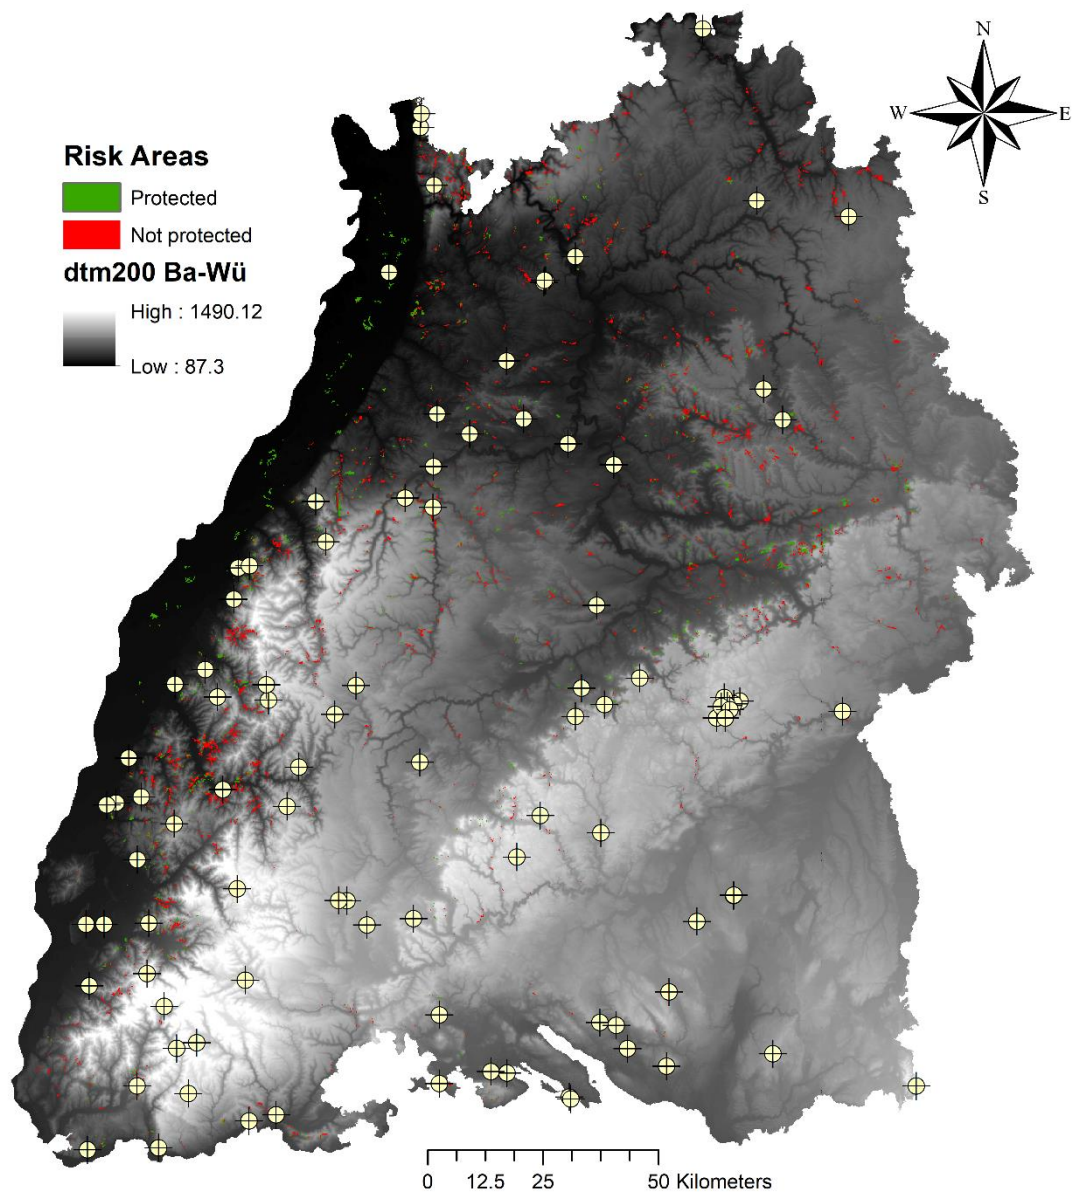 N
W E
S
Risk Areas
Protected
Not protected
dtm200 Ba-Wü
High : 1490.12
Low : 87.3
0 12.5 25 50 Kilometers